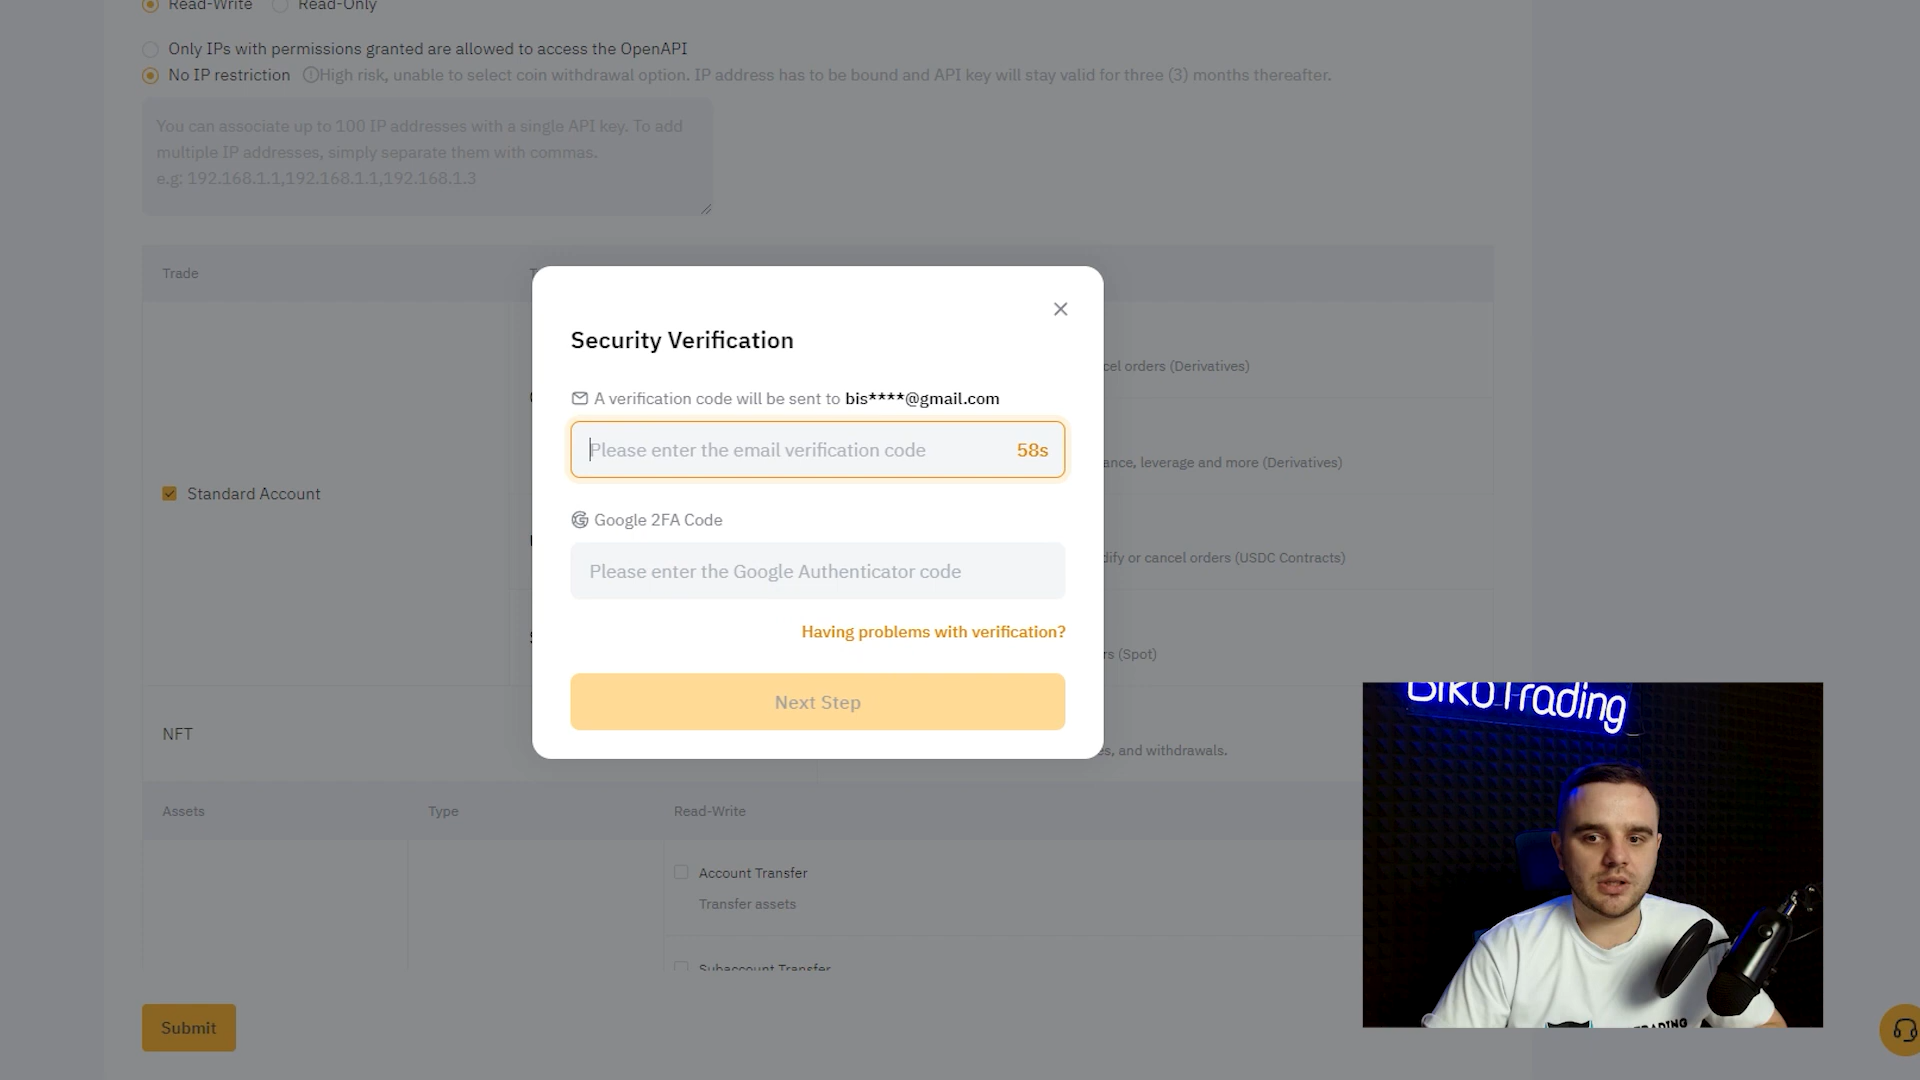 Read-Write Read-Only
Only IPs with permissions granted are allowed to access the OpenAPI
No IP restriction High risk, unable to select coin withdrawal option. IP address has to be bound and API key will stay valid for three (3) months thereafter.
You can associate up to 100 IP addresses with a single API key. To add
multiple IP addresses, simply separate them with commas.
e.g: 192.168.1.1,192.168.1.1,192.168.1.3
Trade
Security Verification
A verification code will be sent to bis****@gmail.com
Please enter the email verification code 58s
Google 2FA Code
Please enter the Google Authenticator code
Having problems with verification?
Next Step
orders (Derivatives)
leverage and more (Derivatives)
Standard Account
or cancel orders (USDC Contracts)
(Spot)
NFT
and withdrawals.
Assets Type Read-Write
Account Transfer
Transfer assets
Subaccount Transfer
Submit
BikoTrading